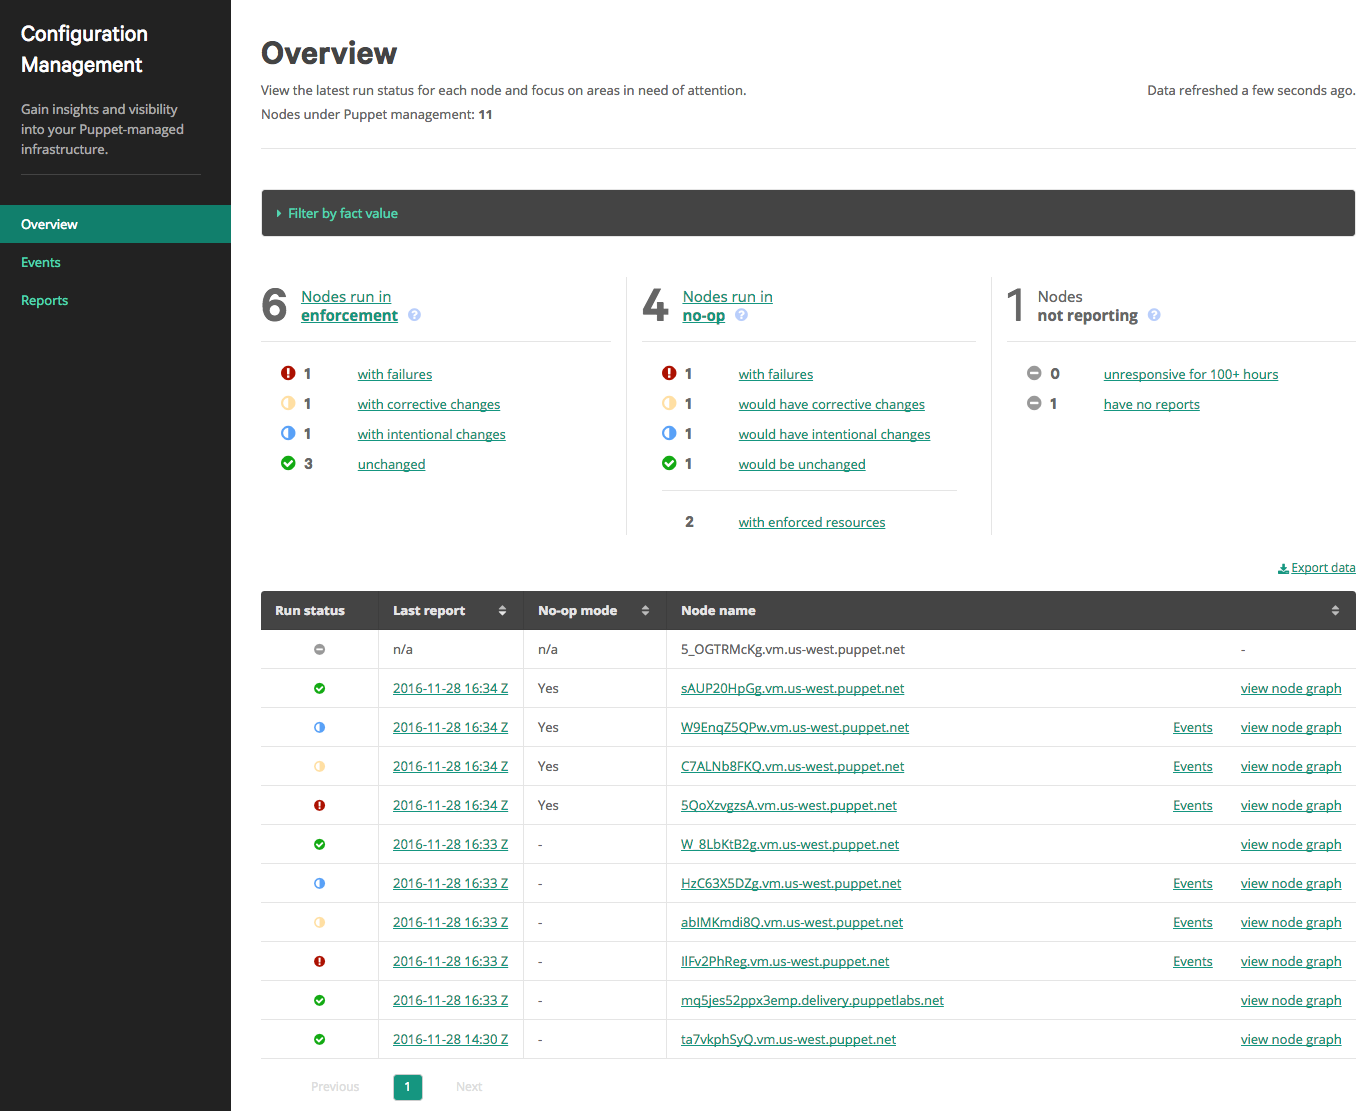 Configuration
Management
Gain insights and visibility
into your Puppet-managed
infrastructure.
Overview
Events
Reports
Overview
View the latest run status for each node and focus on areas in need of attention.
Data refreshed a few seconds ago.
Nodes under Puppet management: 11
Filter by fact value
6 Nodes run in
enforcement ?
1 with failures
1 with corrective changes
1 with intentional changes
3 unchanged
4 Nodes run in
no-op ?
1 with failures
1 would have corrective changes
1 would have intentional changes
1 would be unchanged
2 with enforced resources
1 Nodes
not reporting ?
0 unresponsive for 100+ hours
1 have no reports
Export data
Run status Last report No-op mode Node name
n/a n/a 5_OGTRMcKg.vm.us-west.puppet.net -
2016-11-28 16:34 Z Yes sAUP20HpGg.vm.us-west.puppet.net view node graph
2016-11-28 16:34 Z Yes W9EnqZ5QPw.vm.us-west.puppet.net Events view node graph
2016-11-28 16:34 Z Yes C7ALNb8FKQ.vm.us-west.puppet.net Events view node graph
2016-11-28 16:34 Z Yes 5QoXzvgzsA.vm.us-west.puppet.net Events view node graph
2016-11-28 16:33 Z - W_8LbKtB2g.vm.us-west.puppet.net view node graph
2016-11-28 16:33 Z - HzC63X5DZg.vm.us-west.puppet.net Events view node graph
2016-11-28 16:33 Z - abIMKmdi8Q.vm.us-west.puppet.net Events view node graph
2016-11-28 16:33 Z - IlFv2PhReg.vm.us-west.puppet.net Events view node graph
2016-11-28 16:33 Z - mq5jes52ppx3emp.delivery.puppetlabs.net view node graph
2016-11-28 14:30 Z - ta7vkphSyQ.vm.us-west.puppet.net view node graph
Previous 1 Next